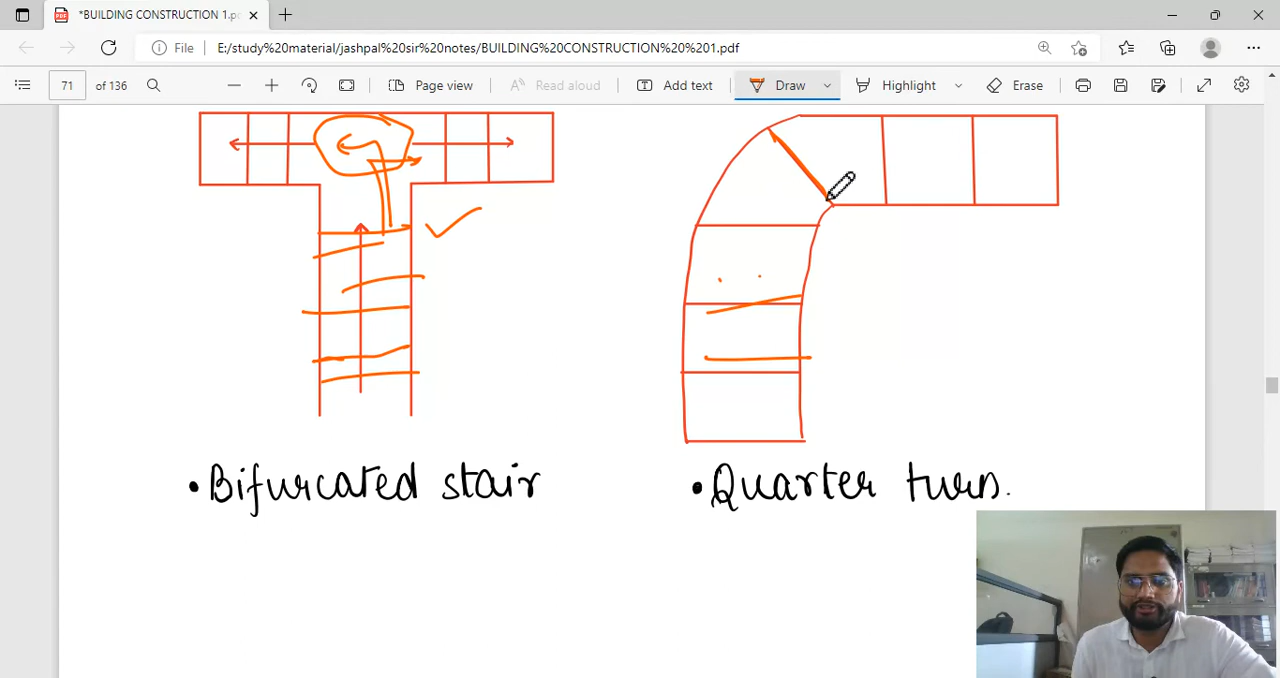 *BUILDING CONSTRUCTION 1.p
File E:/study%20material/jashpal%20sir%20notes/BUILDING%20CONSTRUCTION%20%201.pdf
71 of 136 Page view Read aloud Add text Draw Highlight Erase
• Bifurcated stair • Quarter turn.